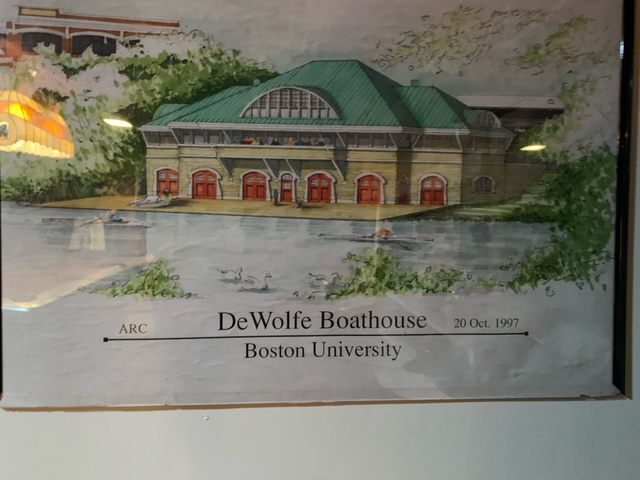 ARC DeWolfe Boathouse 20 Oct. 1997
Boston University